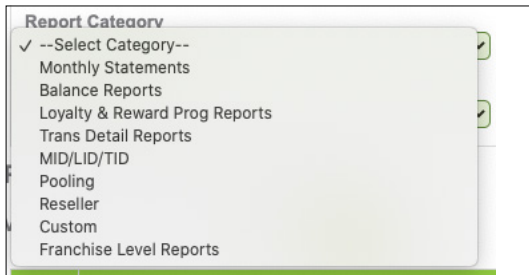 Report Category
✓ --Select Category--
Monthly Statements
Balance Reports
Loyalty & Reward Prog Reports
Trans Detail Reports
MID/LID/TID
Pooling
Reseller
Custom
Franchise Level Reports